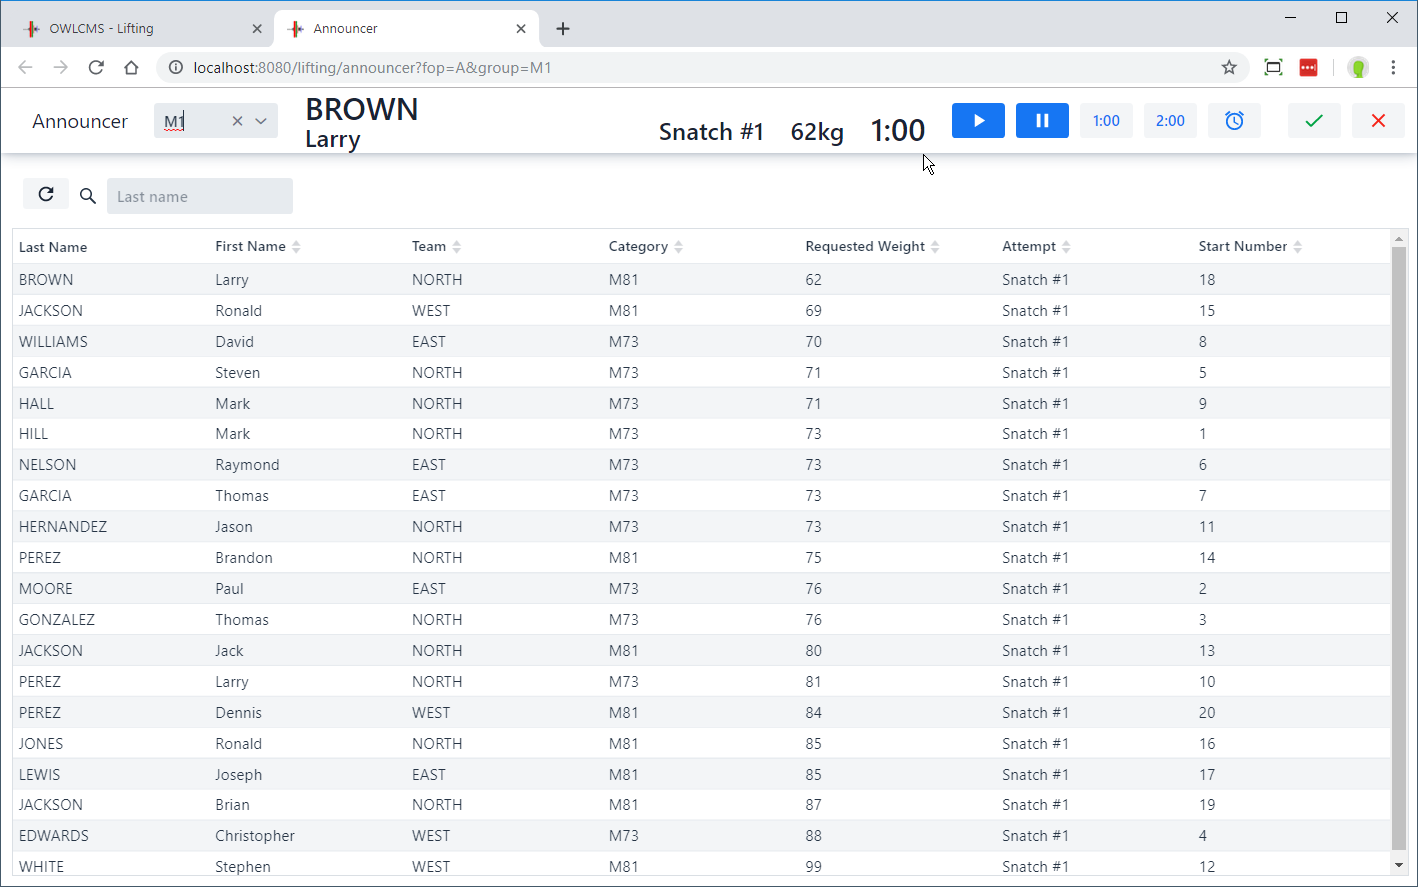 OWLCMS - Lifting
Announcer
localhost:8080/lifting/announcer?fop=A&group=M1
Announcer
M1
BROWN
Larry
Snatch #1
62kg
1:00
1:00
2:00
Last name
Last Name First Name Team Category Requested Weight Attempt Start Number
BROWN Larry NORTH M81 62 Snatch #1 18
JACKSON Ronald WEST M81 69 Snatch #1 15
WILLIAMS David EAST M73 70 Snatch #1 8
GARCIA Steven NORTH M73 71 Snatch #1 5
HALL Mark NORTH M73 71 Snatch #1 9
HILL Mark NORTH M73 73 Snatch #1 1
NELSON Raymond EAST M73 73 Snatch #1 6
GARCIA Thomas EAST M73 73 Snatch #1 7
HERNANDEZ Jason NORTH M73 73 Snatch #1 11
PEREZ Brandon NORTH M81 75 Snatch #1 14
MOORE Paul EAST M73 76 Snatch #1 2
GONZALEZ Thomas NORTH M73 76 Snatch #1 3
JACKSON Jack NORTH M81 80 Snatch #1 13
PEREZ Larry NORTH M73 81 Snatch #1 10
PEREZ Dennis WEST M81 84 Snatch #1 20
JONES Ronald NORTH M81 85 Snatch #1 16
LEWIS Joseph EAST M81 85 Snatch #1 17
JACKSON Brian NORTH M81 87 Snatch #1 19
EDWARDS Christopher WEST M73 88 Snatch #1 4
WHITE Stephen WEST M81 99 Snatch #1 12